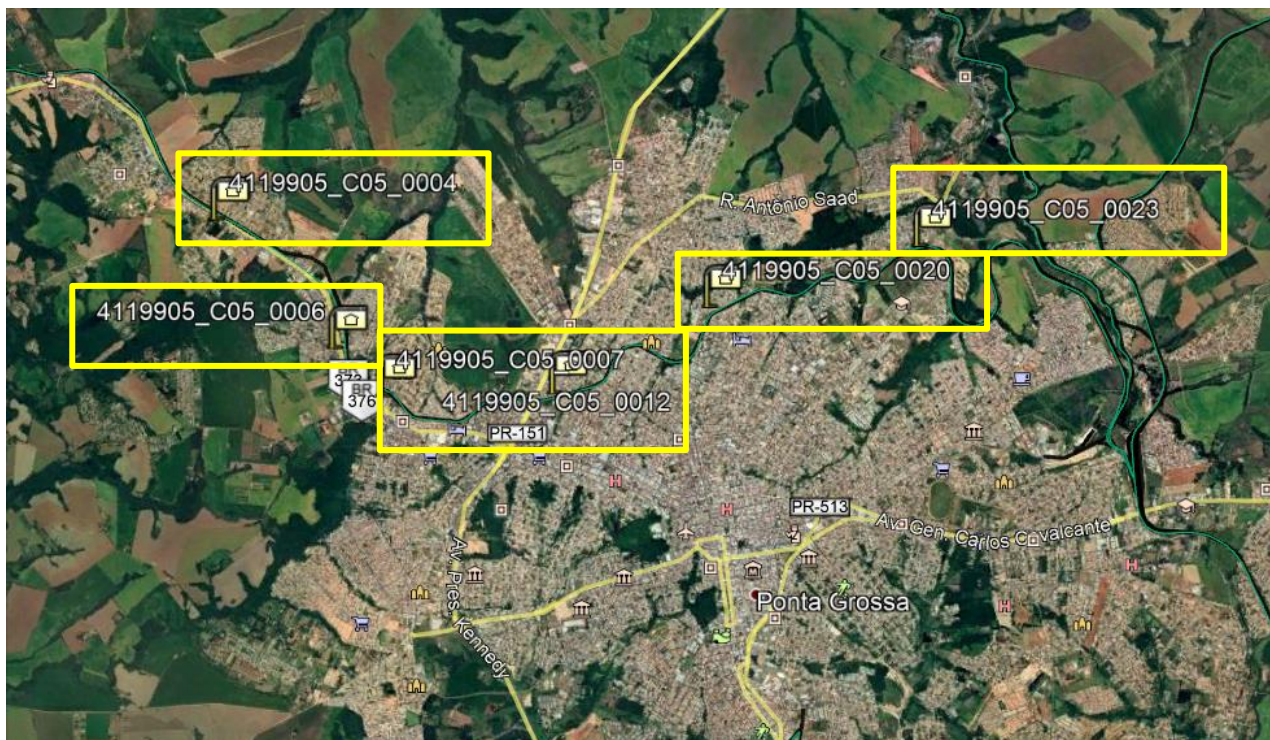 4119905_C05_0004
R. Antônio Saad
4119905_C05_0023
4119905_C05_0020
4119905_C05_0006
4119905_C05_0007
373
BR
376
4119905_C05_0012
PR-151
H
H
PR-513
Av. Gen. Carlos Cavalcante
Av. Pres. Kennedy
H
Ponta Grossa
H